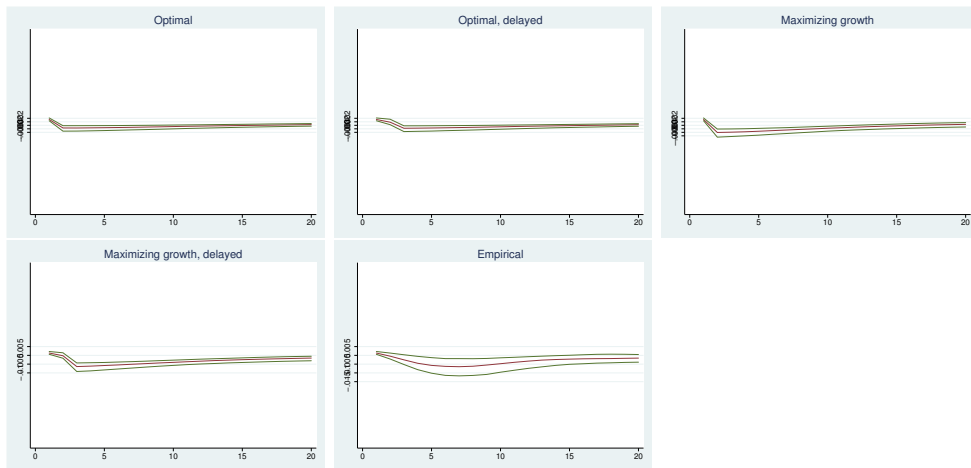 Optimal
Optimal, delayed
Maximizing growth
0 5 10 15 20
0 5 10 15 20
0 5 10 15 20
Maximizing growth, delayed
Empirical
0 5 10 15 20
0 5 10 15 20